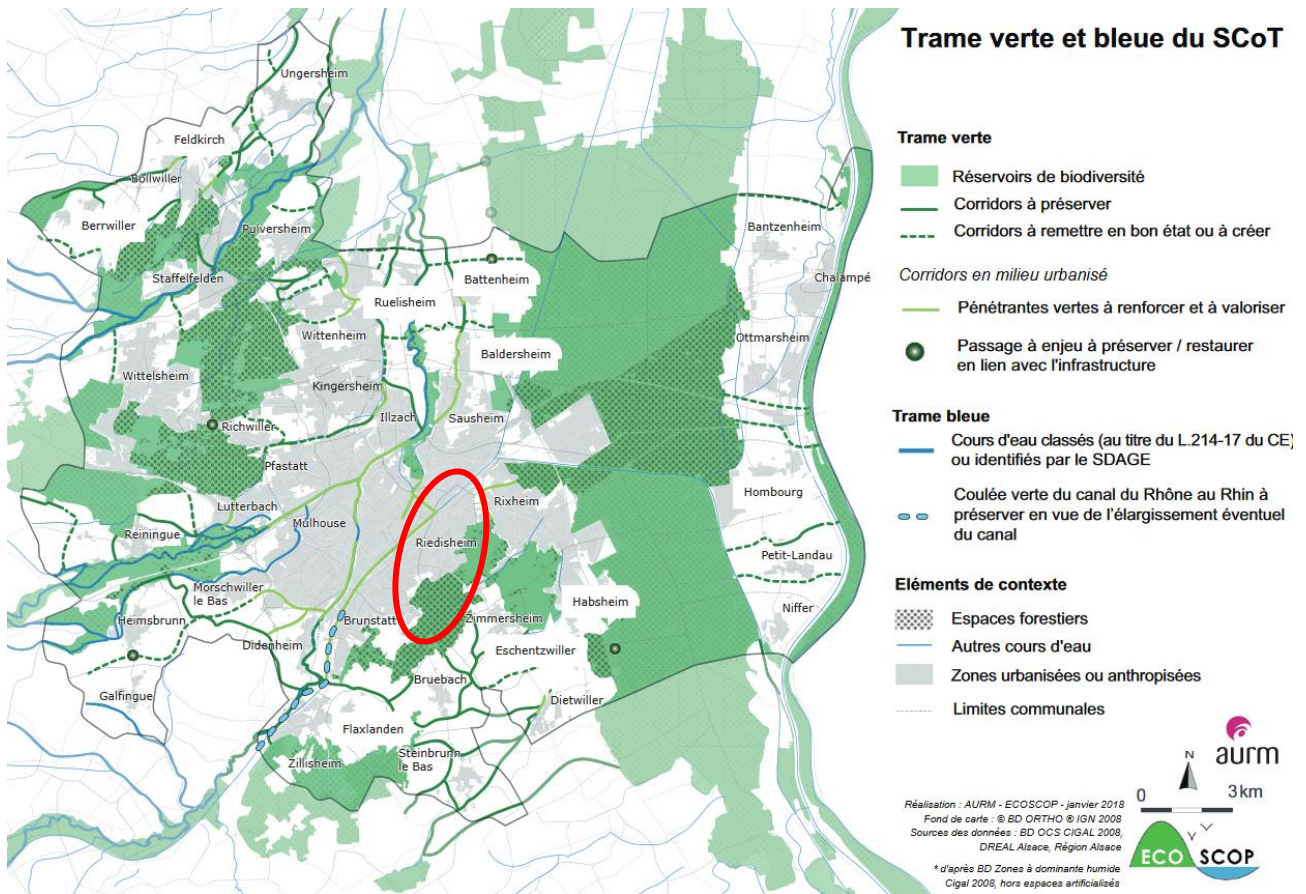 Trame verte et bleue du SCoT
Trame verte
Réservoirs de biodiversité
Corridors à préserver
Corridors à remettre en bon état ou à créer
Corridors en milieu urbanisé
Pénétrantes vertes à renforcer et à valoriser
Passage à enjeu à préserver / restaurer
en lien avec l'infrastructure
Trame bleue
Cours d'eau classés (au titre du L.214-17 du CE)
ou identifiés par le SDAGE
Coulée verte du canal du Rhône au Rhin à
préserver en vue de l'élargissement éventuel
du canal
Eléments de contexte
Espaces forestiers
Autres cours d'eau
Zones urbanisées ou anthropisées
Limites communales
aurm
N
0 3 km
Réalisation : AURM - ECOSCOP - janvier 2018
Fond de carte : © BD ORTHO ® IGN 2008
Sources des données : BD OCS CIGAL 2008,
DREAL Alsace, Région Alsace
* d'après BD Zones à dominante humide
Cigal 2008, hors espaces artificialisés
ECO SCOP
Ungersheim
Feldkirch
Bollwiller
Berrwiller
Pulversheim
Staffelfelden
Bantzenheim
Chalampé
Battenheim
Ruelisheim
Wittenheim
Baldersheim
Ottmarsheim
Wittelsheim
Kingersheim
Illzach
Sausheim
Richwiller
Pfastatt
Lutterbach
Rixheim
Hombourg
Mulhouse
Reiningue
Riedisheim
Petit-Landau
Morschwiller
le Bas
Heimsbrunn
Habsheim
Niffer
Brunstatt
Zimmersheim
Didenheim
Eschentzwiller
Bruebach
Galfingue
Dietwiller
Flaxlanden
Steinbrunn
le Bas
Zillisheim